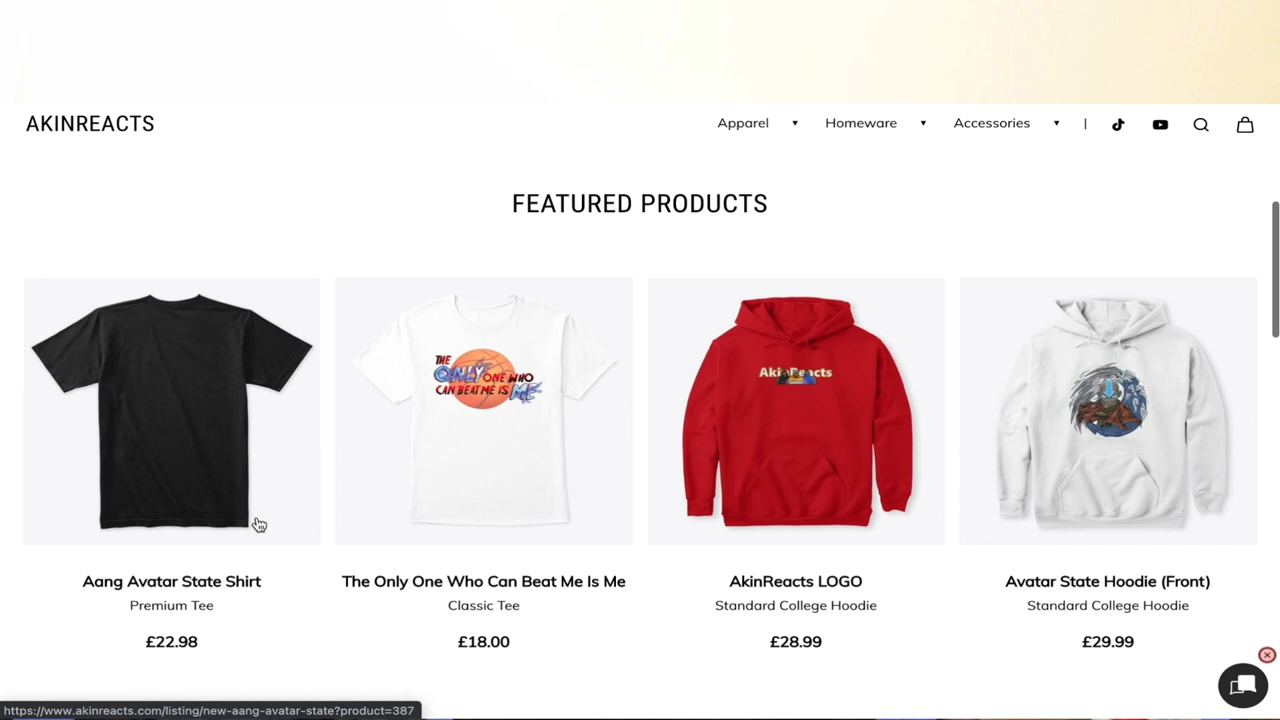 AKINREACTS
Apparel ▼ Homeware ▼ Accessories ▼ |
FEATURED PRODUCTS
THE
ONLY ONE WHO
CAN BEAT ME IS ME
AkinReacts
Aang Avatar State Shirt
Premium Tee
£22.98
The Only One Who Can Beat Me Is Me
Classic Tee
£18.00
AkinReacts LOGO
Standard College Hoodie
£28.99
Avatar State Hoodie (Front)
Standard College Hoodie
£29.99
https://www.akinreacts.com/listing/new-aang-avatar-state?product=387